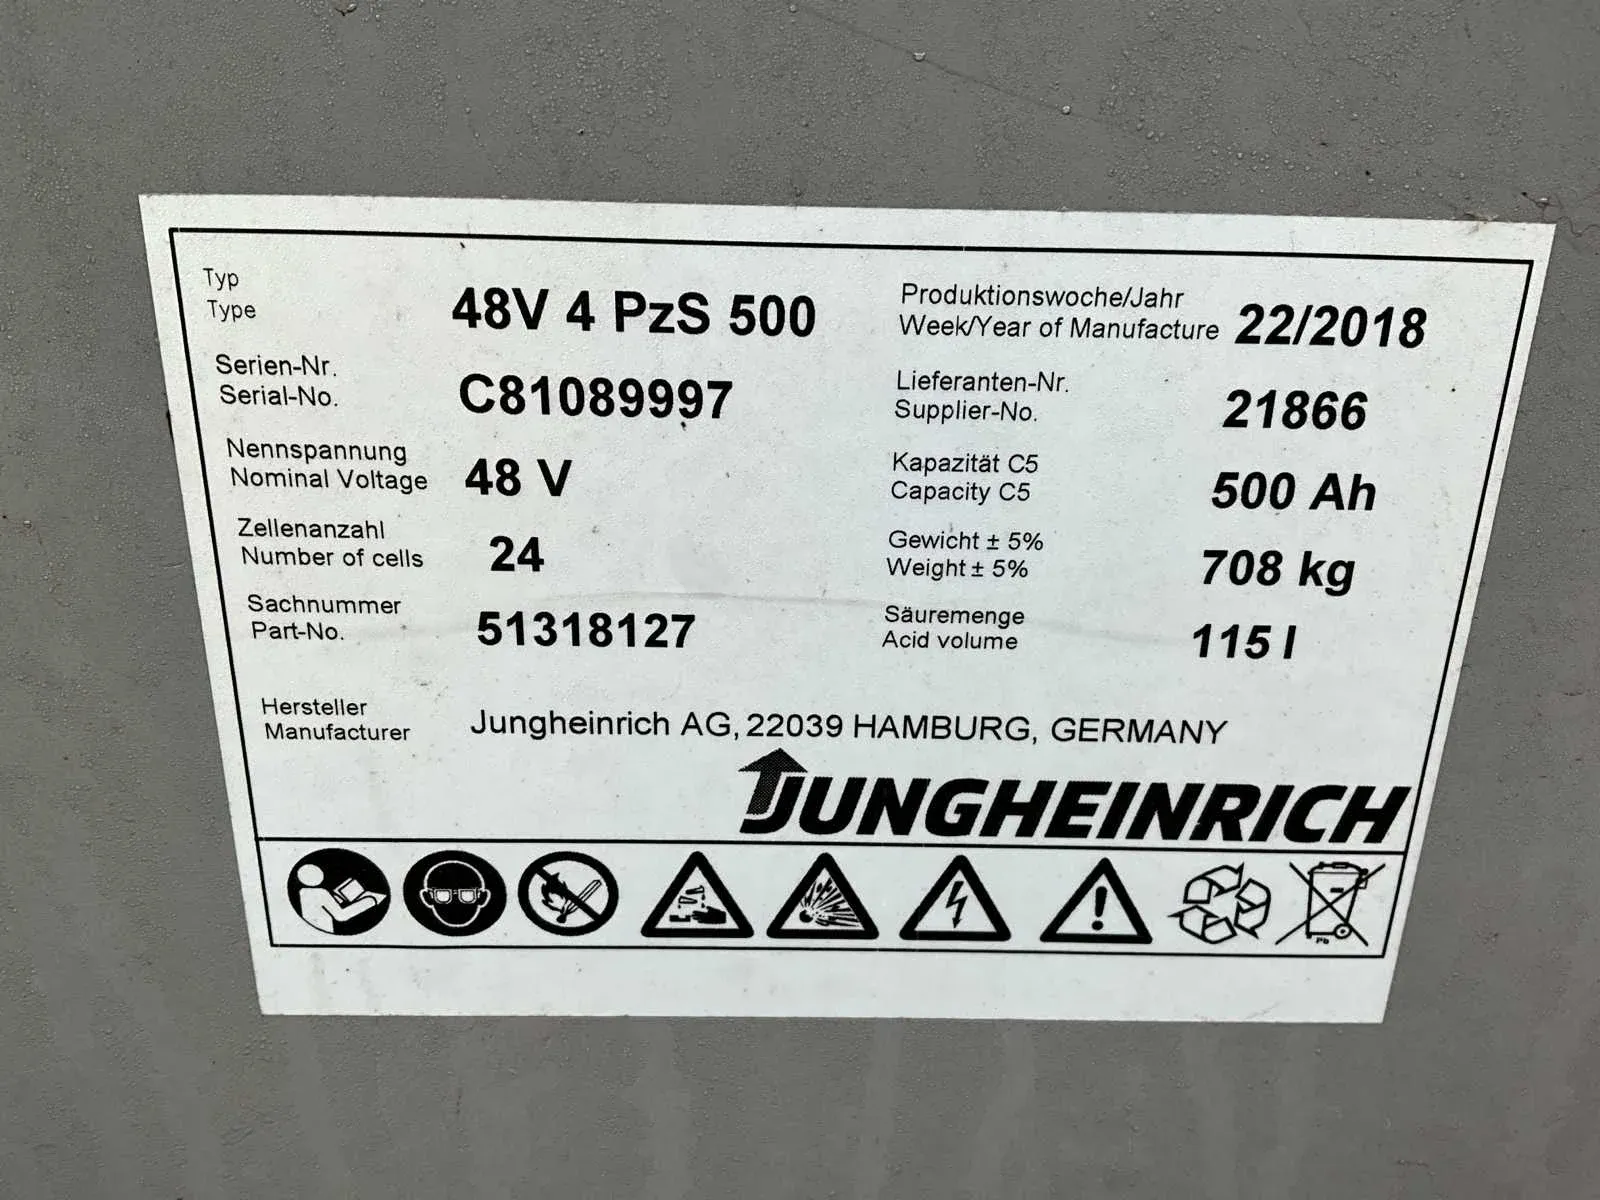 Typ
Type
48V 4 PzS 500
Produktionswoche/Jahr
Week/Year of Manufacture
22/2018
Serien-Nr.
Serial-No.
C81089997
Lieferanten-Nr.
Supplier-No.
21866
Nennspannung
Nominal Voltage
48 V
Kapazität C5
Capacity C5
500 Ah
Zellenanzahl
Number of cells
24
Gewicht ± 5%
Weight ± 5%
708 kg
Sachnummer
Part-No.
51318127
Säuremenge
Acid volume
115 l
Hersteller
Manufacturer
Jungheinrich AG, 22039 HAMBURG, GERMANY
JUNGHEINRICH
Pb